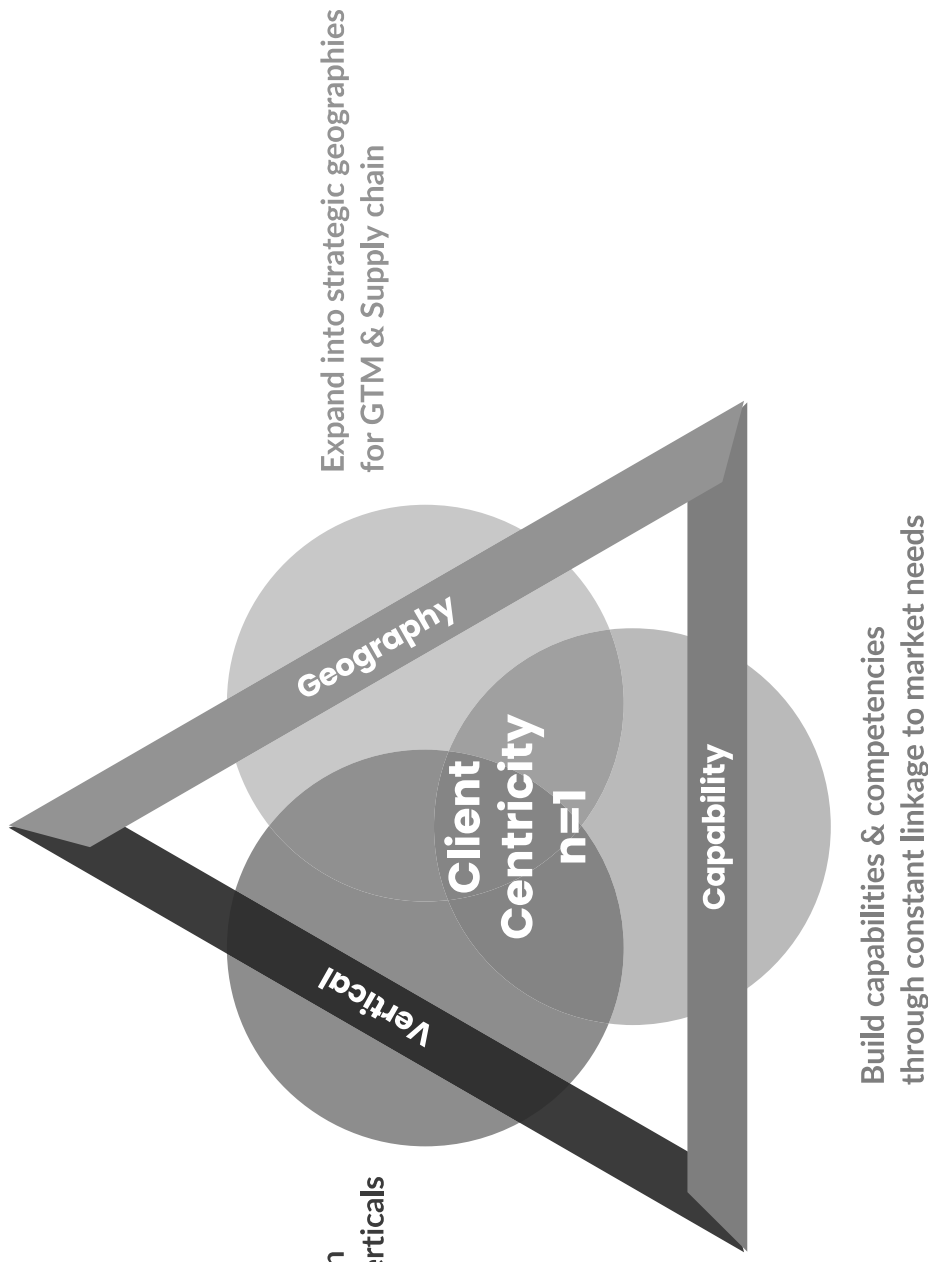 Expand into strategic geographies
for GTM & Supply chain
Geography
Vertical
Client
Centricity
n=1
Capability
Build capabilities & competencies
through constant linkage to market needs